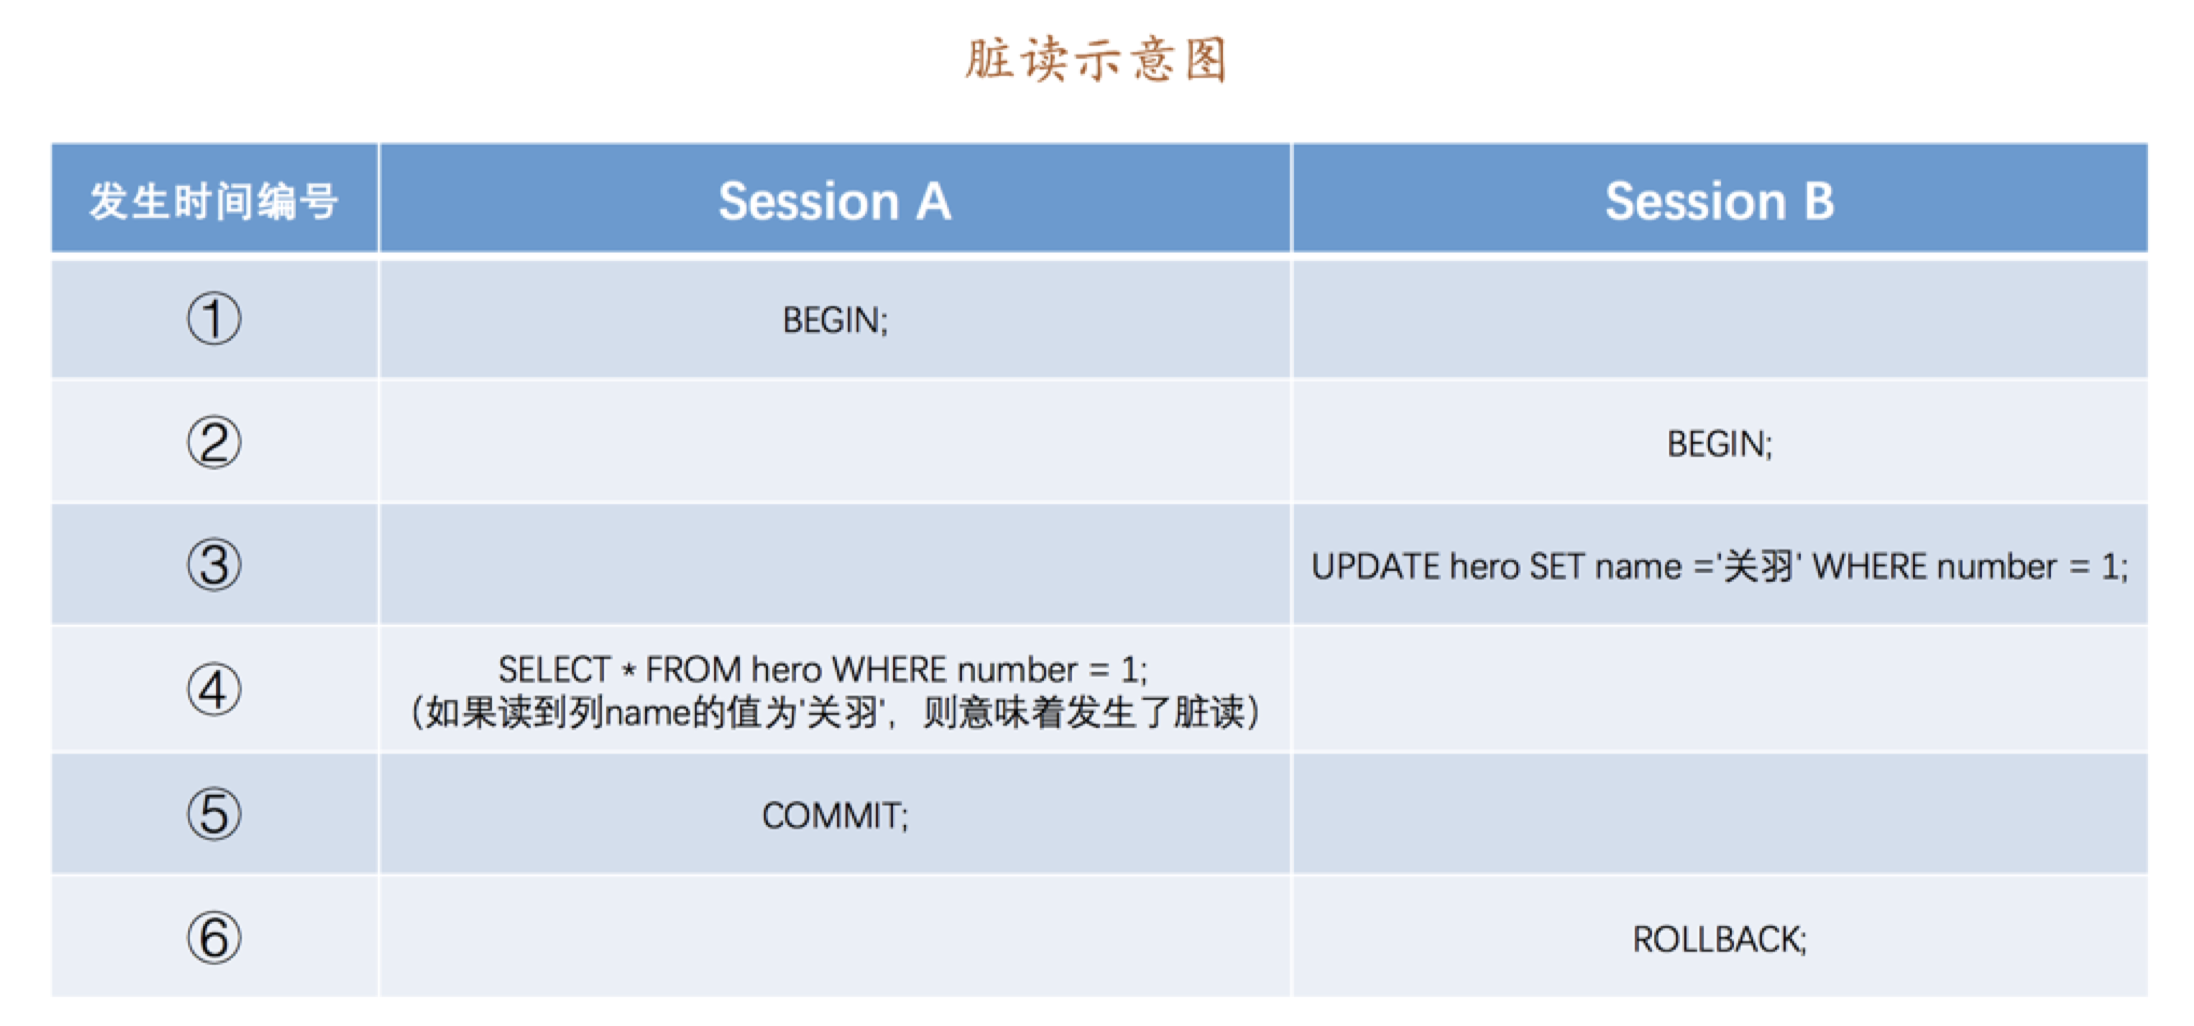 脏读示意图
发生时间编号 Session A Session B
① BEGIN;
② BEGIN;
③ UPDATE hero SET name ='关羽' WHERE number = 1;
④ SELECT * FROM hero WHERE number = 1;
（如果读到列name的值为'关羽'，则意味着发生了脏读）
⑤ COMMIT;
⑥ ROLLBACK;